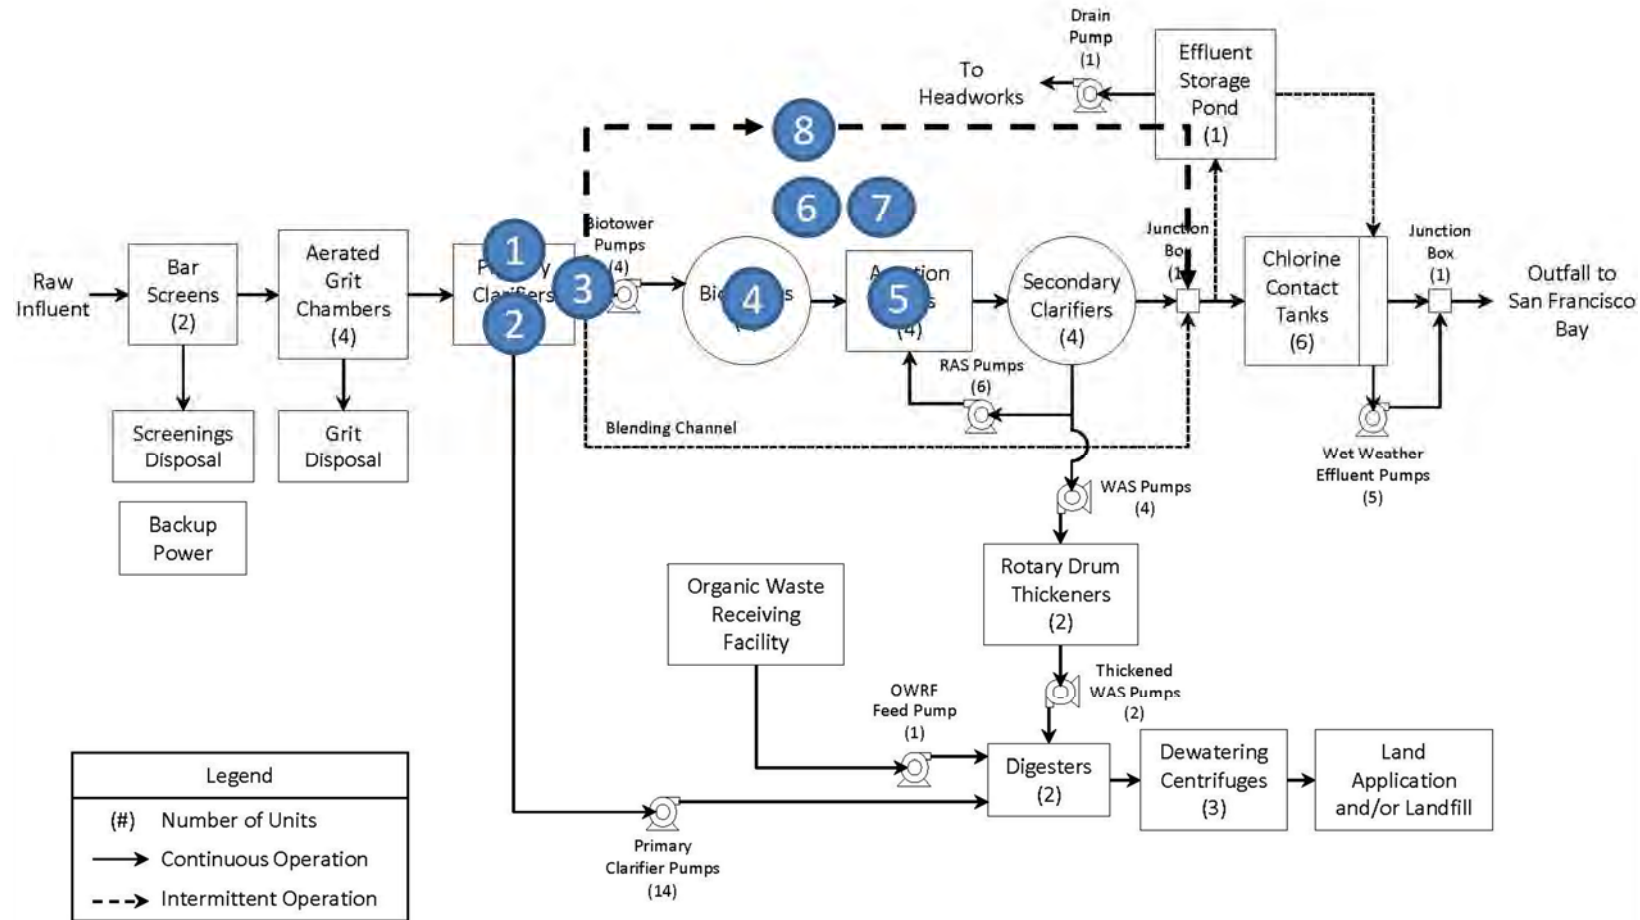 Drain
Pump
(1)
To
Headworks
Effluent
Storage
Pond
(1)
8
6
7
Raw
Influent
Bar
Screens
(2)
Aerated
Grit
Chambers
(4)
1
2
3
Clarifiers
Biotower
Pumps
(4)
4
5
(4)
Secondary
Clarifiers
(4)
Junction
Chlorine
Contact
Tanks
(6)
Junction
Box
(1)
Outfall to
San Francisco
Bay
RAS Pumps
(6)
Blending Channel
Screenings
Disposal
Grit
Disposal
Backup
Power
Wet Weather
Effluent Pumps
(5)
WAS Pumps
(4)
Rotary Drum
Thickeners
(2)
Organic Waste
Receiving
Facility
Thickened
WAS Pumps
(2)
OWRF
Feed Pump
(1)
Digesters
(2)
Dewatering
Centrifuges
(3)
Land
Application
and/or Landfill
Primary
Clarifier Pumps
(14)
Legend
(#) Number of Units
Continuous Operation
Intermittent Operation